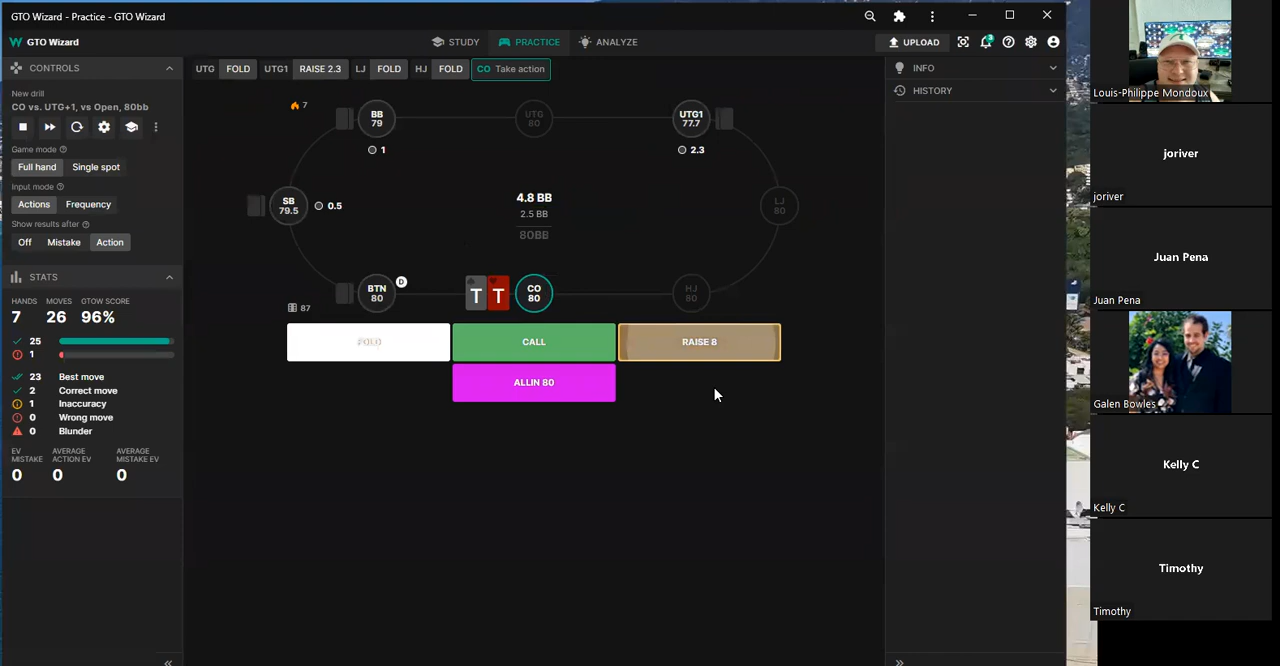 GTO Wizard - Practice - GTO Wizard
GTO Wizard
STUDY
PRACTICE
ANALYZE
UPLOAD
2
CONTROLS
UTG FOLD UTG1 RAISE 2.3 LJ FOLD HJ FOLD CO Take action
INFO
HISTORY
New drill
CO vs. UTG+1, vs Open, 80bb
Game mode
Full hand Single spot
Input mode
Actions Frequency
Show results after
Off Mistake Action
STATS
HANDS MOVES GTOW SCORE
7 26 96%
25
1
23 Best move
2 Correct move
1 Inaccuracy
0 Wrong move
0 Blunder
EV MISTAKE
AVERAGE ACTION EV
AVERAGE MISTAKE EV
0 0 0
7
BB
79
1
UTG
80
UTG1
77.7
2.3
SB
79.5
0.5
4.8 BB
2.5 BB
80BB
LJ
80
BTN
80
D
T T
CO
80
HJ
80
87
FOLD
CALL
RAISE 8
ALLIN 80
Louis-Philippe Mondoux
joriver
joriver
Juan Pena
Juan Pena
Galen Bowles
Kelly C
Kelly C
Timothy
Timothy